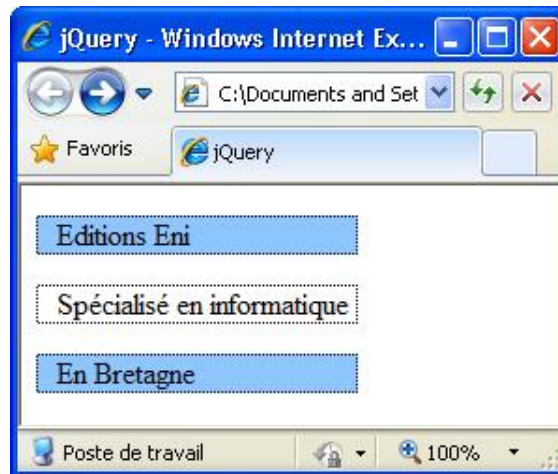 jQuery - Windows Internet Ex...
C:\Documents and Set
Favoris
jQuery
Editions Eni
Spécialisé en informatique
En Bretagne
Poste de travail
100%